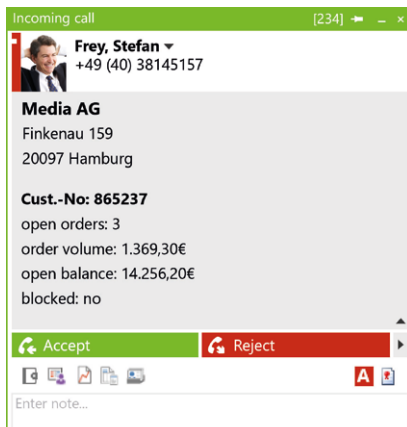 Incoming call [234]
Frey, Stefan
+49 (40) 38145157
Media AG
Finkenau 159
20097 Hamburg
Cust.-No: 865237
open orders: 3
order volume: 1.369,30€
open balance: 14.256,20€
blocked: no
Accept Reject
A
Enter note...